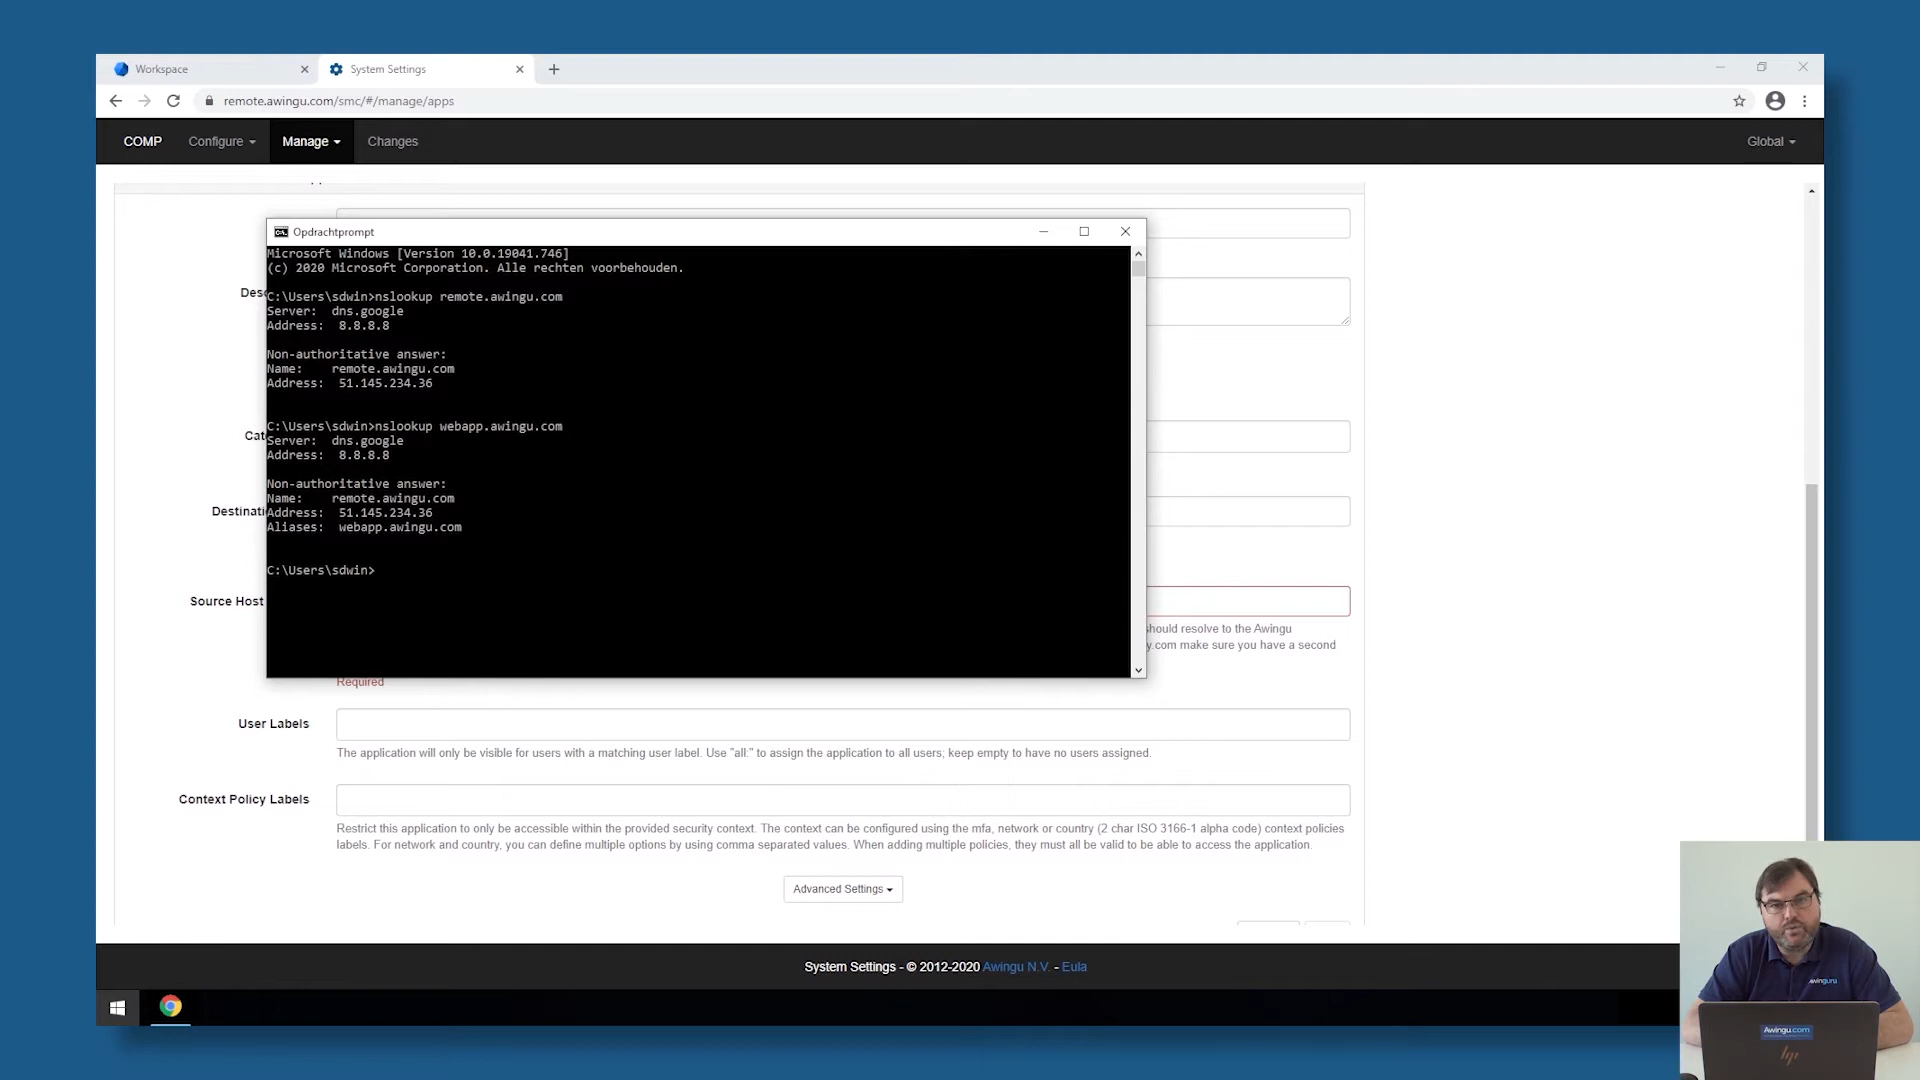 Workspace
System Settings
remote.awingu.com/smc/#/manage/apps
COMP
Configure
Manage
Changes
Global
Opdrachtprompt
Microsoft Windows [Version 10.0.19041.746]
(c) 2020 Microsoft Corporation. Alle rechten voorbehouden.
C:\Users\sdwin>nslookup remote.awingu.com
Server: dns.google
Address: 8.8.8.8
Non-authoritative answer:
Name: remote.awingu.com
Address: 51.145.234.36
C:\Users\sdwin>nslookup webapp.awingu.com
Server: dns.google
Address: 8.8.8.8
Non-authoritative answer:
Name: remote.awingu.com
Address: 51.145.234.36
Aliases: webapp.awingu.com
C:\Users\sdwin>
Source Host
should resolve to the Awingu
y.com make sure you have a second
Required
User Labels
The application will only be visible for users with a matching user label. Use "all:" to assign the application to all users; keep empty to have no users assigned.
Context Policy Labels
Restrict this application to only be accessible within the provided security context. The context can be configured using the mfa, network or country (2 char ISO 3166-1 alpha code) context policies
labels. For network and country, you can define multiple options by using comma separated values. When adding multiple policies, they must all be valid to be able to access the application.
Advanced Settings
System Settings - © 2012-2020 Awingu N.V. - Eula
awinguru
Awingu.com
hp